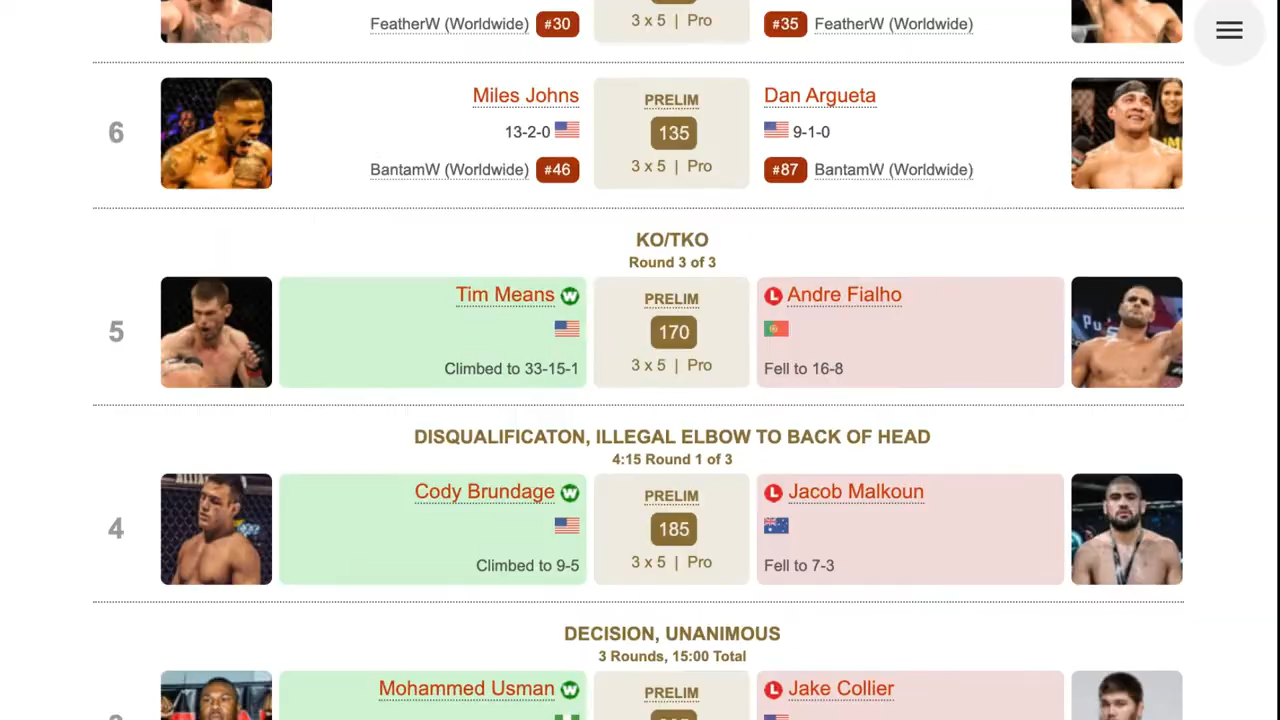 FeatherW (Worldwide) #30 3 x 5 | Pro #35 FeatherW (Worldwide)
6
Miles Johns PRELIM Dan Argueta
13-2-0 135 9-1-0
BantamW (Worldwide) #46 3 x 5 | Pro #87 BantamW (Worldwide)
KO/TKO
Round 3 of 3
5
Tim Means W PRELIM L Andre Fialho
170
Climbed to 33-15-1 3 x 5 | Pro Fell to 16-8
DISQUALIFICATON, ILLEGAL ELBOW TO BACK OF HEAD
4:15 Round 1 of 3
4
Cody Brundage W PRELIM L Jacob Malkoun
185
Climbed to 9-5 3 x 5 | Pro Fell to 7-3
DECISION, UNANIMOUS
3 Rounds, 15:00 Total
Mohammed Usman W PRELIM L Jake Collier